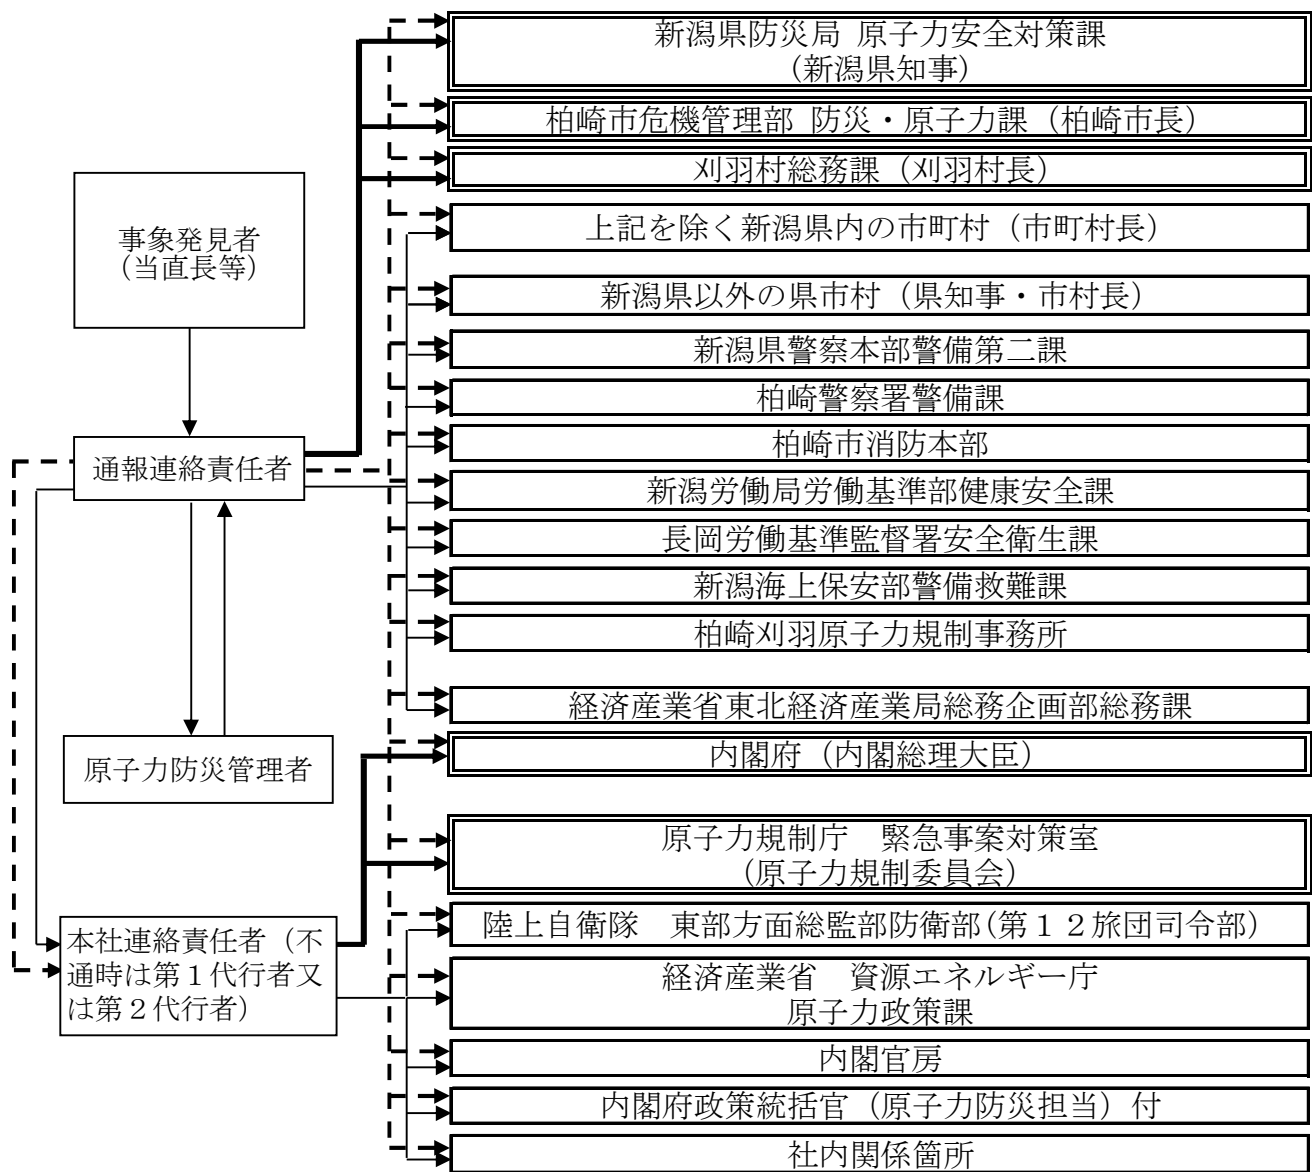 新潟県防災局 原子力安全対策課
(新潟県知事)
柏崎市危機管理部 防災・原子力課(柏崎市長)
刈羽村総務課(刈羽村長)
上記を除く新潟県内の市町村(市町村長)
新潟県以外の県市村(県知事・市村長)
新潟県警察本部警備第二課
柏崎警察署警備課
柏崎市消防本部
新潟労働局労働基準部健康安全課
長岡労働基準監督署安全衛生課
新潟海上保安部警備救難課
柏崎刈羽原子力規制事務所
経済産業省東北経済産業局総務企画部総務課
内閣府(内閣総理大臣)
原子力規制庁 緊急事案対策室
(原子力規制委員会)
陸上自衛隊 東部方面総監部防衛部(第12旅団司令部)
経済産業省 資源エネルギー庁
原子力政策課
内閣官房
内閣府政策統括官(原子力防災担当)付
社内関係箇所
事象発見者
(当直長等)
通報連絡責任者
原子力防災管理者
本社連絡責任者(不
通時は第1代行者又
は第2代行者)